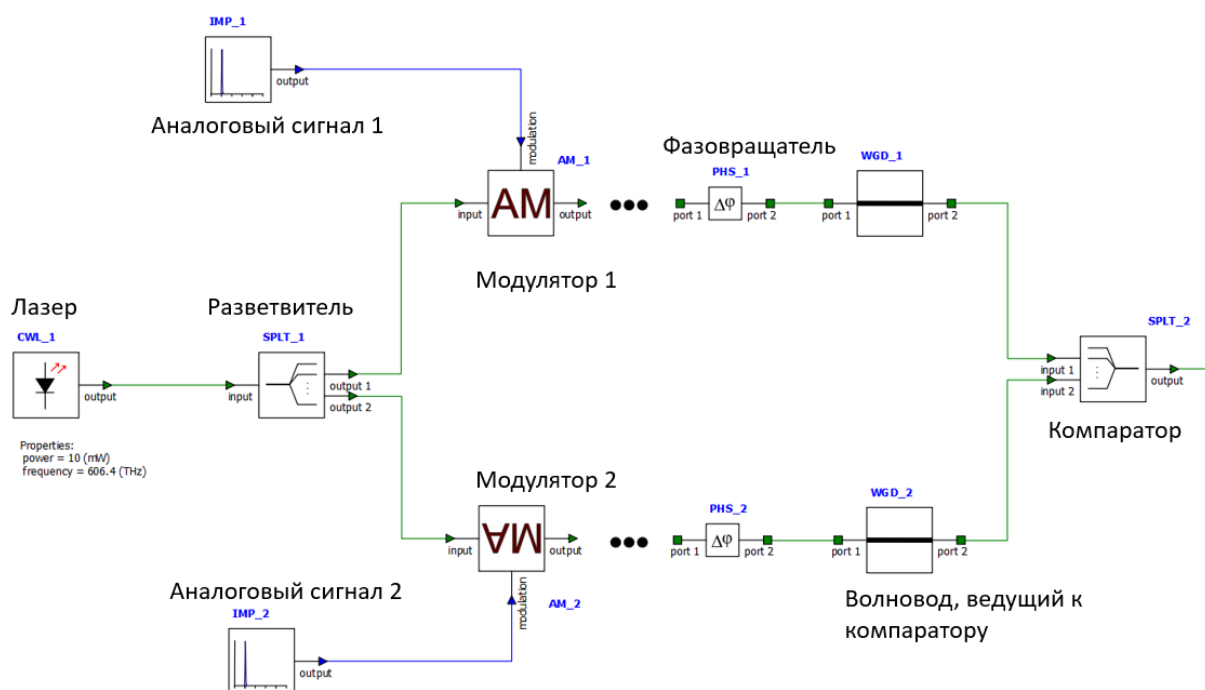 IMP_1
output
Аналоговый сигнал 1
modulation
AM_1
AM
input
output
Модулятор 1
Фазовращатель
PHS_1
Δφ
port 1
port 2
WGD_1
port 1
port 2
Лазер
CWL_1
output
Properties:
power = 10 (mW)
frequency = 606.4 (THz)
Разветвитель
SPLT_1
input
output 1
output 2
SPLT_2
input 1
input 2
output
Компаратор
Модулятор 2
AM
input
output
modulation
AM_2
PHS_2
Δφ
port 1
port 2
WGD_2
port 1
port 2
Волновод, ведущий к
компаратору
Аналоговый сигнал 2
IMP_2
output